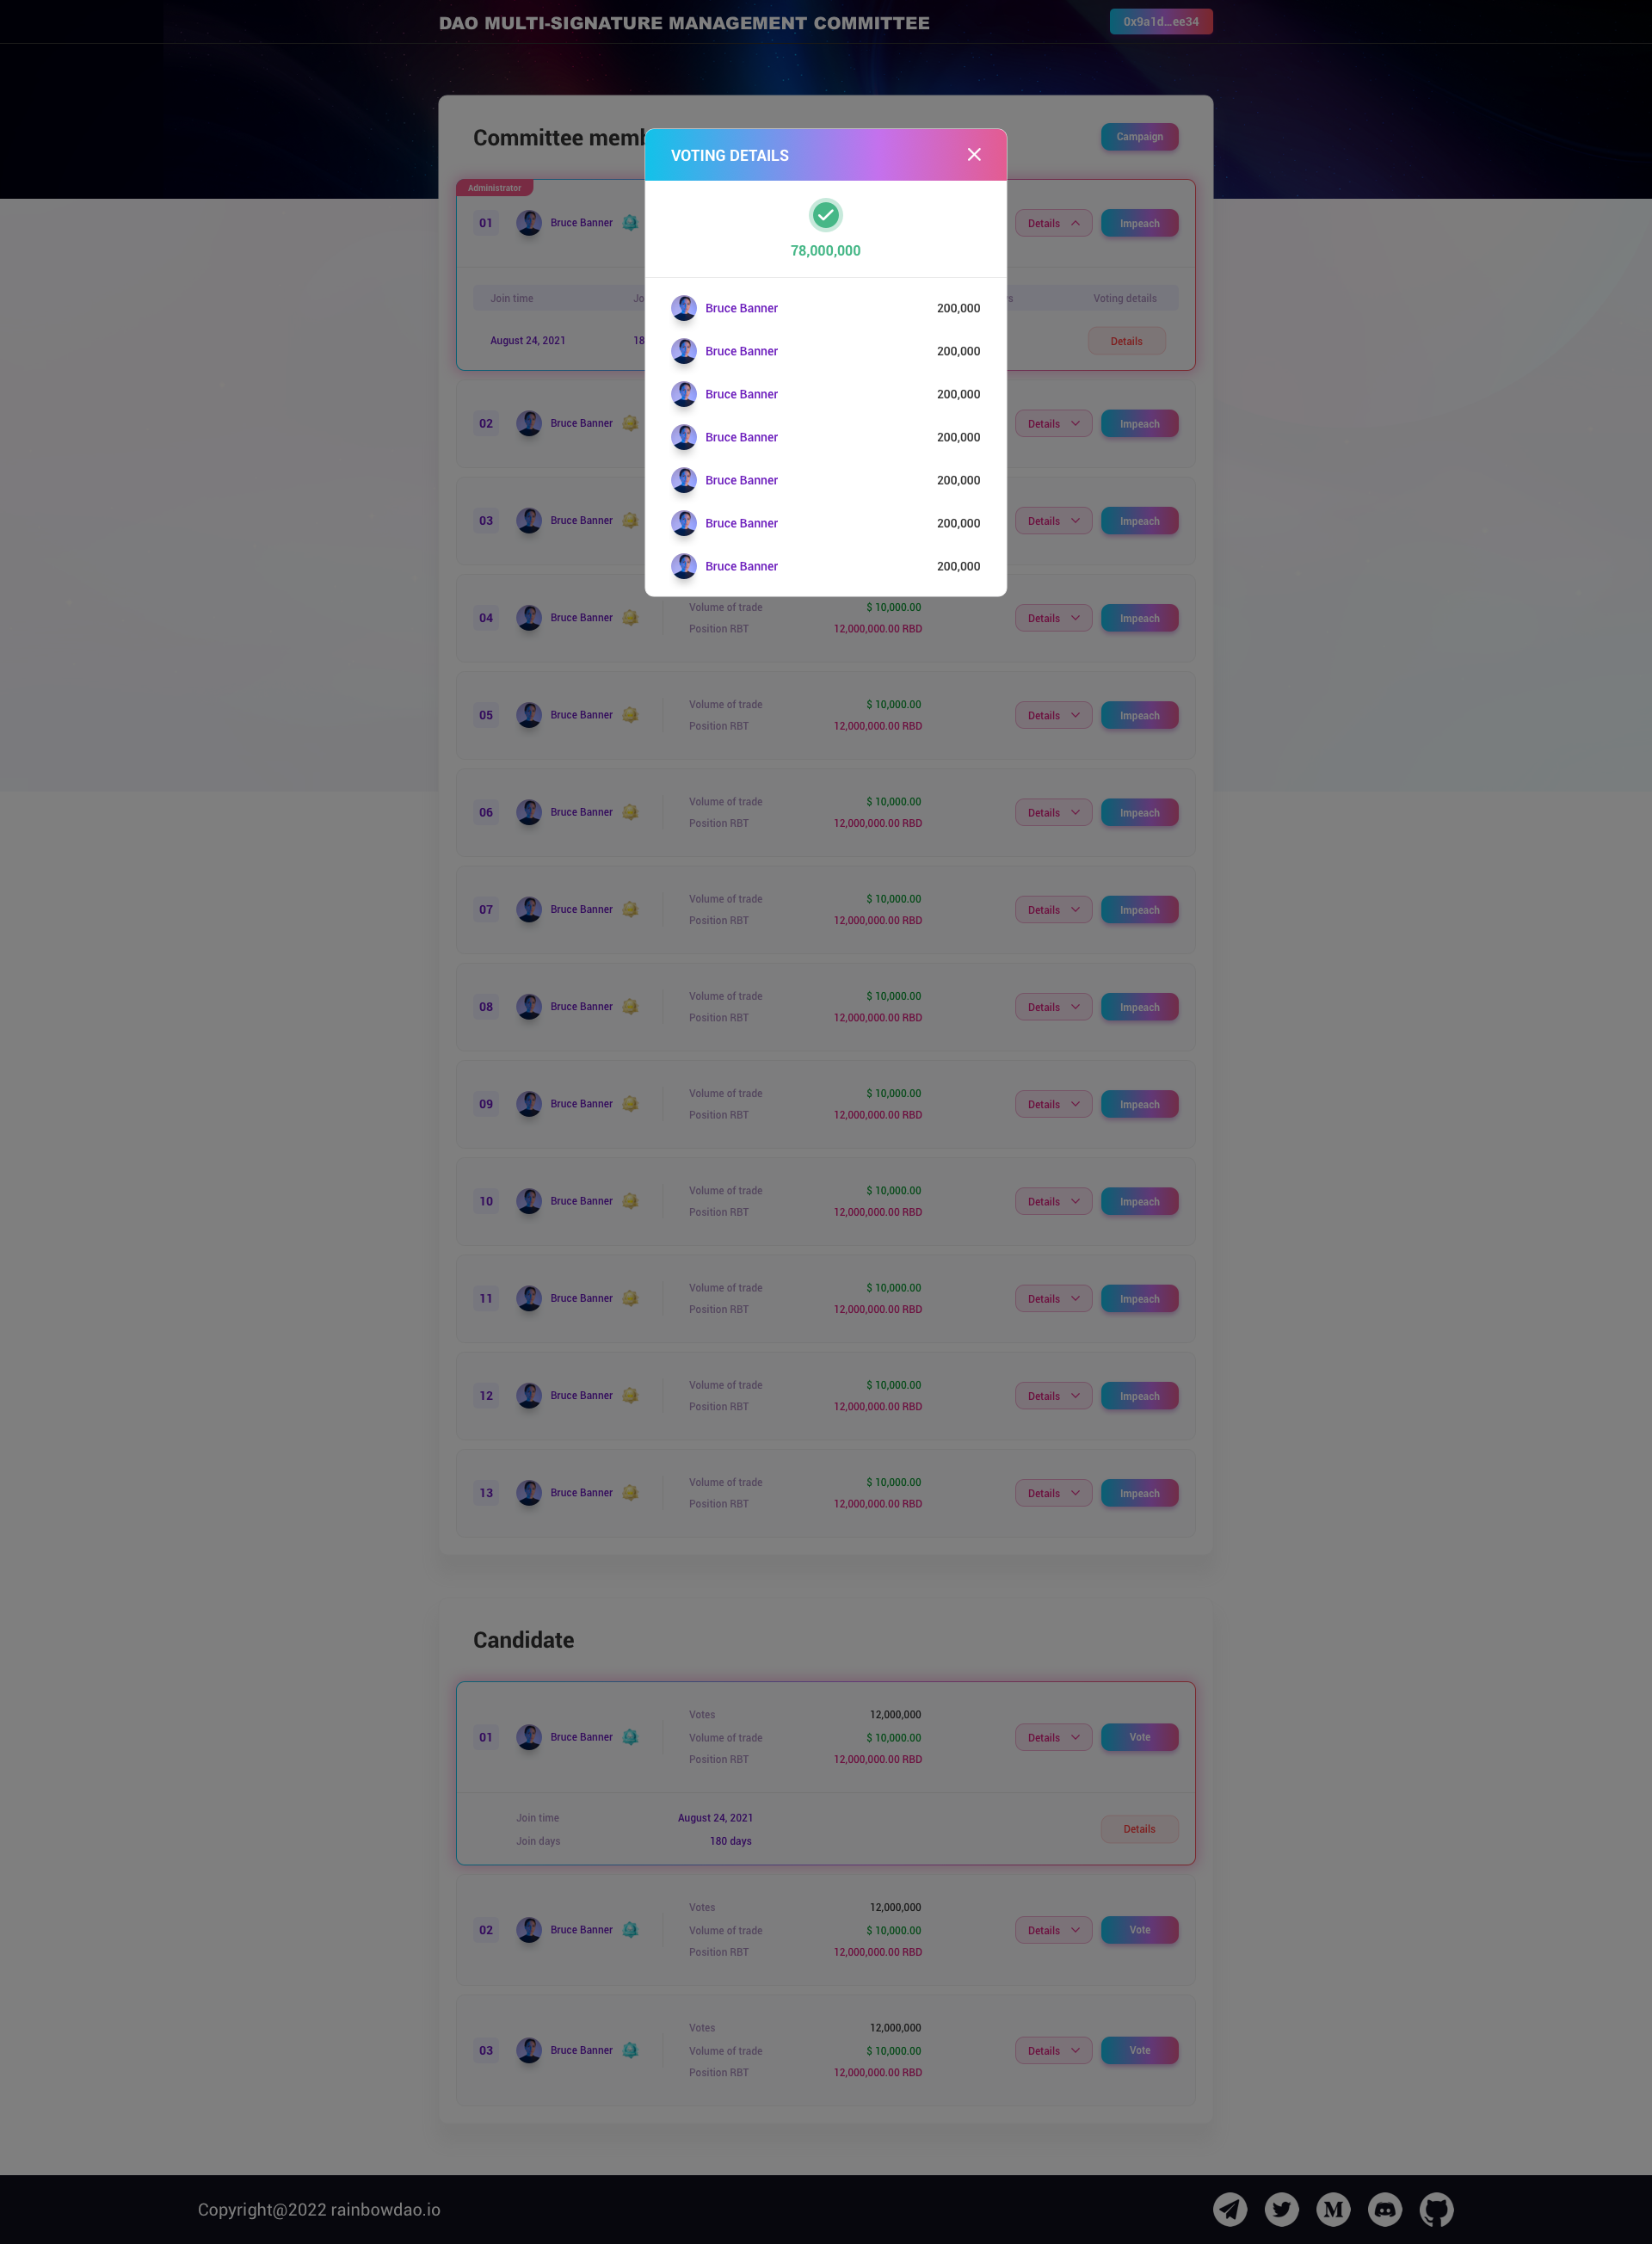 DAO MULTI-SIGNATURE MANAGEMENT COMMITTEE
0x9a1d...ee34
Committee memb
Campaign
VOTING DETAILS
78,000,000
Bruce Banner 200,000
Bruce Banner 200,000
Bruce Banner 200,000
Bruce Banner 200,000
Bruce Banner 200,000
Bruce Banner 200,000
Bruce Banner 200,000
Administrator
01 Bruce Banner Details Impeach
Join time Jo s Voting details
August 24, 2021 18 Details
02 Bruce Banner Details Impeach
03 Bruce Banner Details Impeach
Volume of trade $ 10,000.00
04 Bruce Banner Details Impeach
Position RBT 12,000,000.00 RBD
Volume of trade $ 10,000.00
05 Bruce Banner Details Impeach
Position RBT 12,000,000.00 RBD
Volume of trade $ 10,000.00
06 Bruce Banner Details Impeach
Position RBT 12,000,000.00 RBD
Volume of trade $ 10,000.00
07 Bruce Banner Details Impeach
Position RBT 12,000,000.00 RBD
Volume of trade $ 10,000.00
08 Bruce Banner Details Impeach
Position RBT 12,000,000.00 RBD
Volume of trade $ 10,000.00
09 Bruce Banner Details Impeach
Position RBT 12,000,000.00 RBD
Volume of trade $ 10,000.00
10 Bruce Banner Details Impeach
Position RBT 12,000,000.00 RBD
Volume of trade $ 10,000.00
11 Bruce Banner Details Impeach
Position RBT 12,000,000.00 RBD
Volume of trade $ 10,000.00
12 Bruce Banner Details Impeach
Position RBT 12,000,000.00 RBD
Volume of trade $ 10,000.00
13 Bruce Banner Details Impeach
Position RBT 12,000,000.00 RBD
Candidate
Votes 12,000,000
01 Bruce Banner Volume of trade $ 10,000.00 Details Vote
Position RBT 12,000,000.00 RBD
Join time August 24, 2021
Details
Join days 180 days
Votes 12,000,000
02 Bruce Banner Volume of trade $ 10,000.00 Details Vote
Position RBT 12,000,000.00 RBD
Votes 12,000,000
03 Bruce Banner Volume of trade $ 10,000.00 Details Vote
Position RBT 12,000,000.00 RBD
Copyright@2022 rainbowdao.io